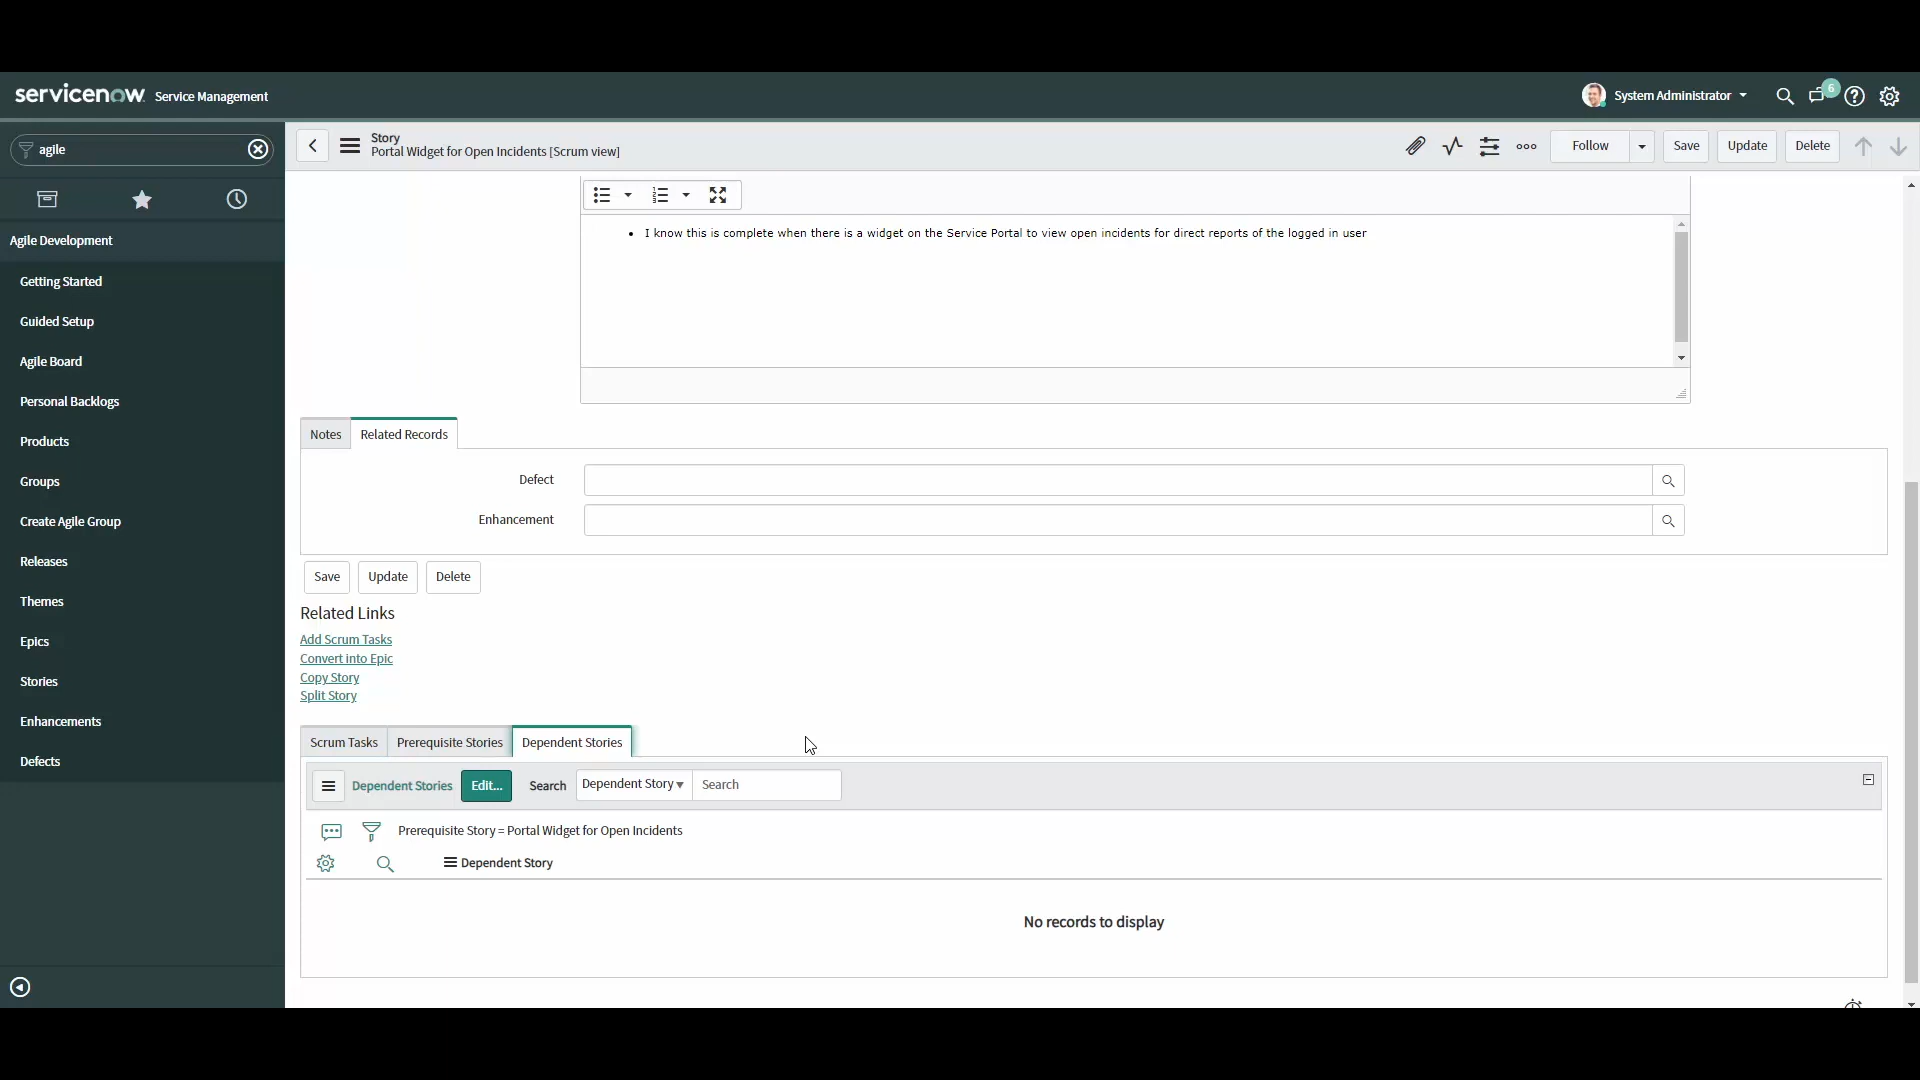 servicenow Service Management
System Administrator
6
agile
Story
Portal Widget for Open Incidents [Scrum view]
Follow
Save
Update
Delete
Agile Development
Getting Started
Guided Setup
Agile Board
Personal Backlogs
Products
Groups
Create Agile Group
Releases
Themes
Epics
Stories
Enhancements
Defects
I know this is complete when there is a widget on the Service Portal to view open incidents for direct reports of the logged in user
Notes
Related Records
Defect
Enhancement
Save
Update
Delete
Related Links
Add Scrum Tasks
Convert into Epic
Copy Story
Split Story
Scrum Tasks
Prerequisite Stories
Dependent Stories
Dependent Stories
Edit...
Search
Dependent Story
Search
Prerequisite Story = Portal Widget for Open Incidents
Dependent Story
No records to display